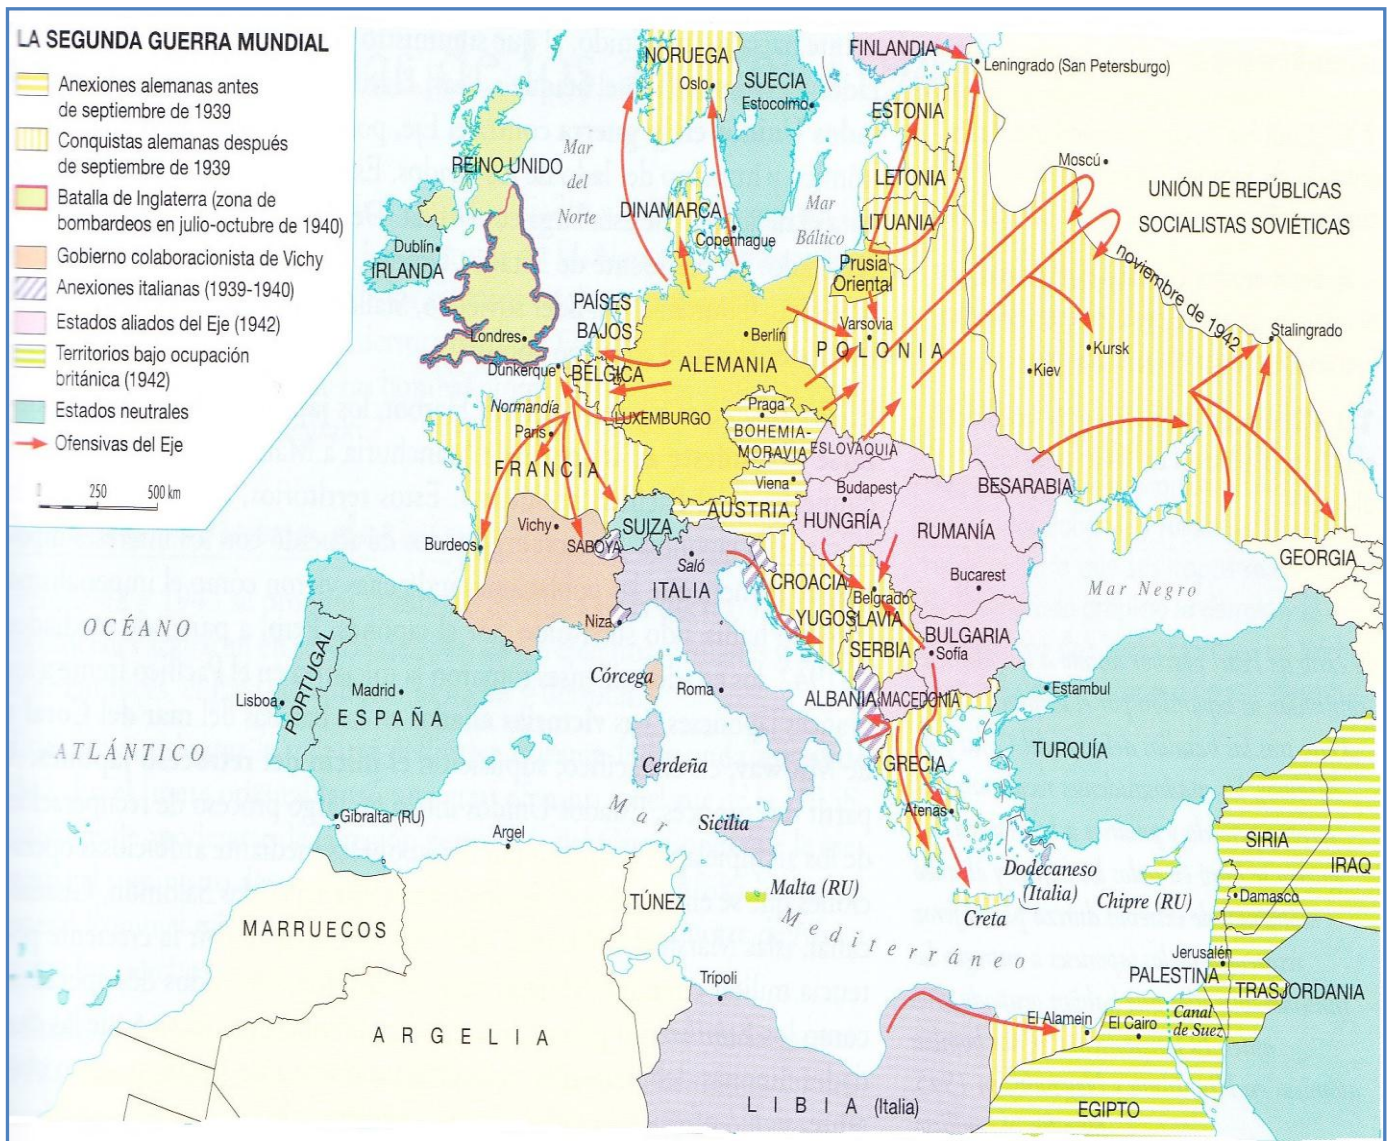 LA SEGUNDA GUERRA MUNDIAL
Anexiones alemanas antes
de septiembre de 1939
Conquistas alemanas después
de septiembre de 1939
Batalla de Inglaterra (zona de
bombardeos en julio-octubre de 1940)
Gobierno colaboracionista de Vichy
Anexiones italianas (1939-1940)
Estados aliados del Eje (1942)
Territorios bajo ocupación
británica (1942)
Estados neutrales
Ofensivas del Eje
250
500 km
NORUEGA
Oslo
SUECIA
Estocolmo
FINLANDIA
Leningrado (San Petersburgo)
ESTONIA
LETONIA
LITUANIA
Moscú
UNIÓN DE REPÚBLICAS
SOCIALISTAS SOVIÉTICAS
REINO UNIDO
Mar
del
Norte
DINAMARCA
Copenhague
Mar
Báltico
Dublín
IRLANDA
Prusia
Oriental
noviembre de 1942
Stalingrado
PAÍSES
BAJOS
Londres
Berlín
Varsovia
POLONIA
Kursk
Kiev
Dunkerque
BÉLGICA
ALEMANIA
Normandía
LUXEMBURGO
Praga
BOHEMIA-
MORAVIA
París
FRANCIA
ESLOVAQUIA
Viena
AUSTRIA
Budapest
HUNGRÍA
BESARABIA
RUMANÍA
Vichy
SUIZA
SABOYA
Burdeos
Saló
ITALIA
CROACIA
Belgrado
Bucarest
Mar Negro
GEORGIA
Niza
YUGOSLAVIA
SERBIA
BULGARIA
Sofía
OCÉANO
ATLÁNTICO
PORTUGAL
Lisboa
Madrid
ESPAÑA
Córcega
Roma
ALBANIA
MACEDONIA
Estambul
TURQUÍA
Cerdeña
GRECIA
Atenas
Gibraltar (RU)
Argel
Mar
Mediterráneo
Sicilia
Malta (RU)
Dodecaneso
(Italia)
Creta
Chipre (RU)
SIRIA
IRAQ
Damasco
MARRUECOS
TÚNEZ
Trípoli
Jerusalén
PALESTINA
TRASJORDANIA
ARGELIA
El Alamein
El Cairo
Canal
de Suez
LIBIA (Italia)
EGIPTO